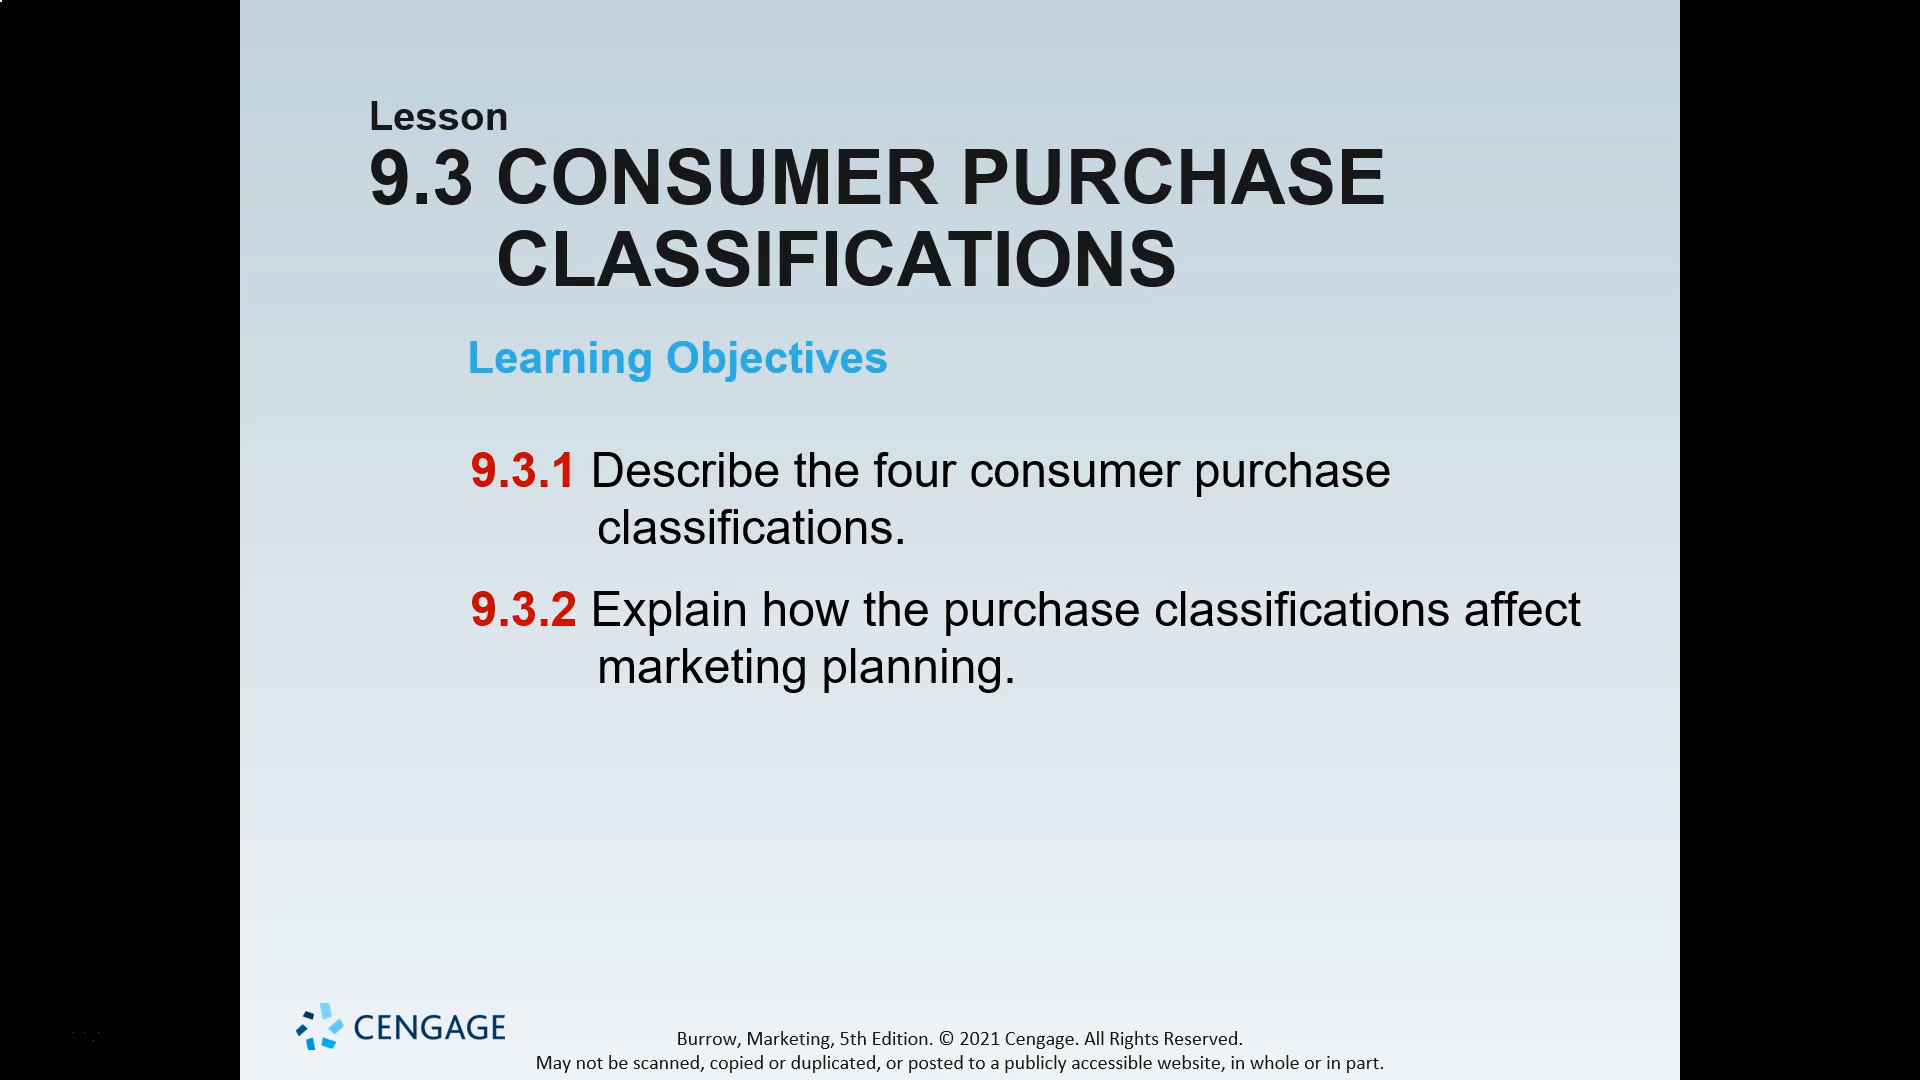 Lesson
9.3 CONSUMER PURCHASE
CLASSIFICATIONS
Learning Objectives
9.3.1 Describe the four consumer purchase
classifications.
9.3.2 Explain how the purchase classifications affect
marketing planning.
CENGAGE
Burrow, Marketing, 5th Edition. © 2021 Cengage. All Rights Reserved.
May not be scanned, copied or duplicated, or posted to a publicly accessible website, in whole or in part.